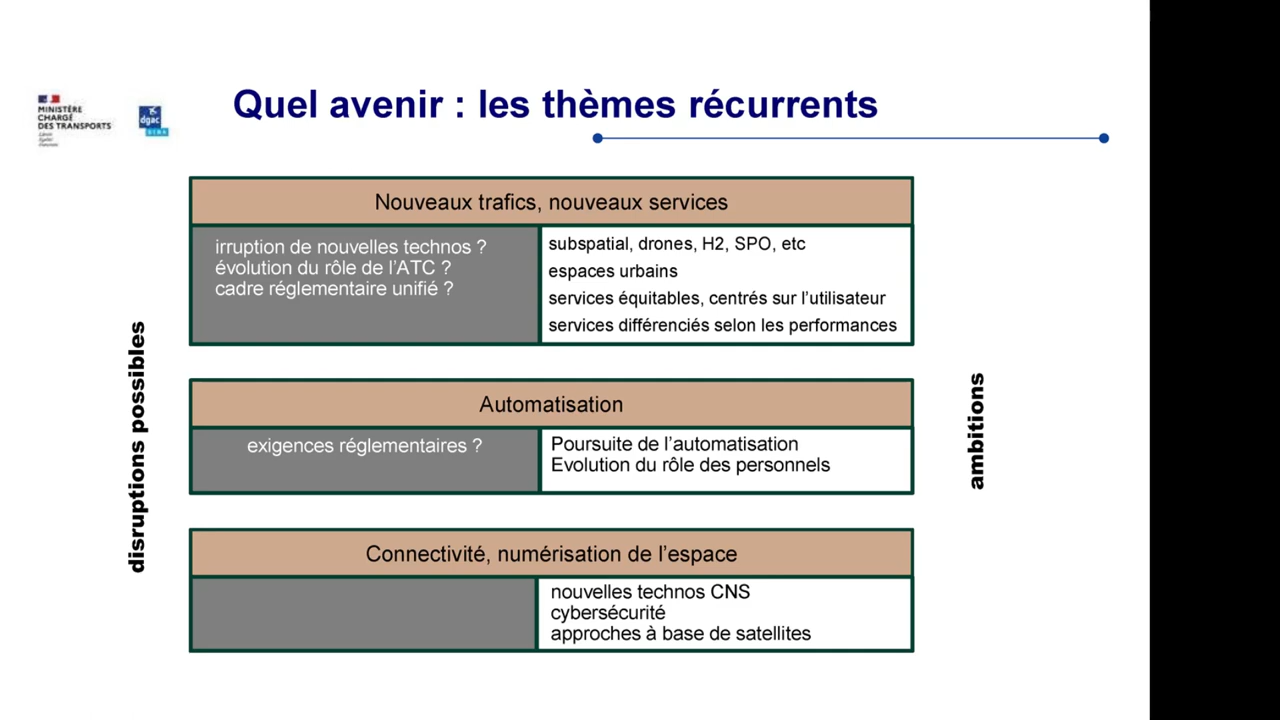 MINISTÈRE
CHARGÉ
DES TRANSPORTS
Liberté
Égalité
Fraternité
dgac
Quel avenir : les thèmes récurrents
disruptions possibles
Nouveaux trafics, nouveaux services
irruption de nouvelles technos ?
évolution du rôle de l’ATC ?
cadre réglementaire unifié ?
subspatial, drones, H2, SPO, etc
espaces urbains
services équitables, centrés sur l’utilisateur
services différenciés selon les performances
Automatisation
exigences réglementaires ?
Poursuite de l’automatisation
Evolution du rôle des personnels
Connectivité, numérisation de l’espace
nouvelles technos CNS
cybersécurité
approches à base de satellites
ambitions